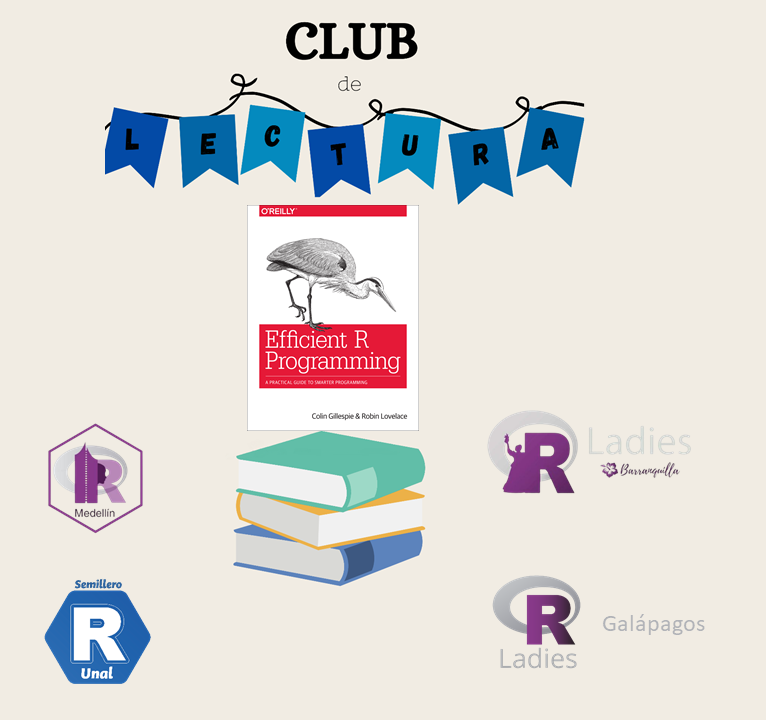 CLUB
de
LECTURA
O'REILLY
Efficient R
Programming
A PRACTICAL GUIDE TO SMARTER PROGRAMMING
Colin Gillespie & Robin Lovelace
R
Medellín
R
Ladies
Barranquilla
Semillero
R
Unal
R
Ladies
Galápagos